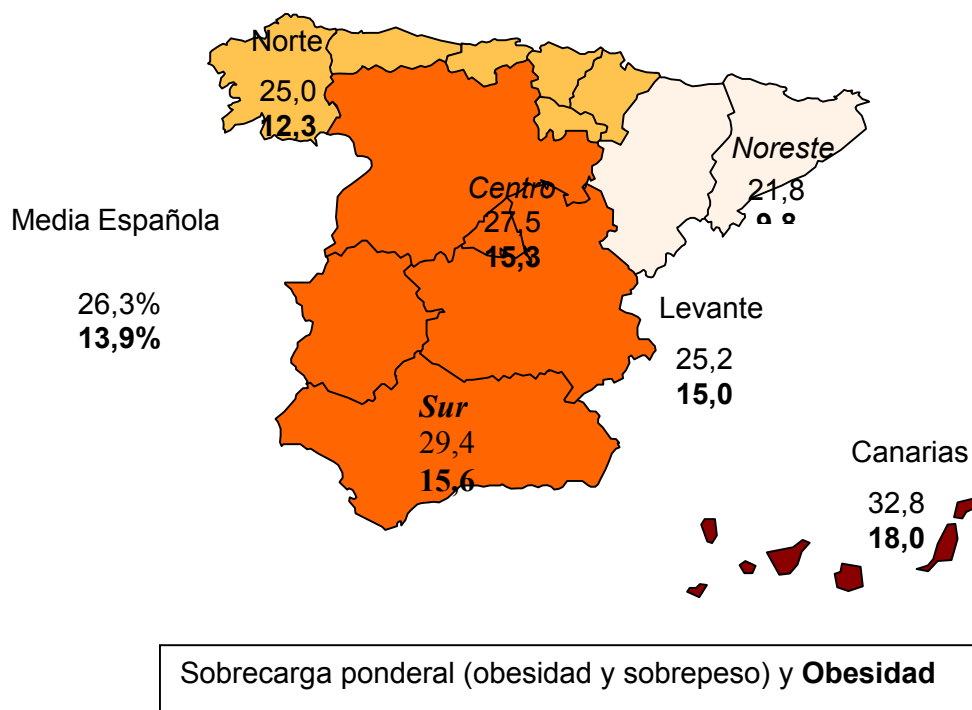 Norte
25,0
12,3
Noreste
21,8
9,8
Centro
27,5
15,3
Media Española
26,3%
13,9%
Levante
25,2
15,0
Sur
29,4
15,6
Canarias
32,8
18,0
Sobrecarga ponderal (obesidad y sobrepeso) y Obesidad